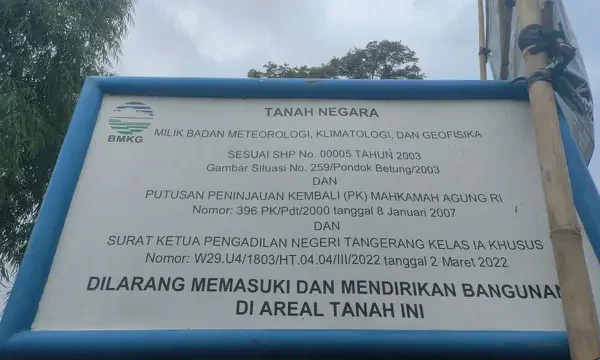 TANAH NEGARA
BMKG
MILIK BADAN METEOROLOGI, KLIMATOLOGI, DAN GEOFISIKA
SESUAI SHP No. 00005 TAHUN 2003
Gambar Situasi No. 259/Pondok Betung/2003
DAN
PUTUSAN PENINJAUAN KEMBALI (PK) MAHKAMAH AGUNG RI
Nomor: 396 PK/Pdt/2000 tanggal 8 Januari 2007
DAN
SURAT KETUA PENGADILAN NEGERI TANGERANG KELAS IA KHUSUS
Nomor: W29.U4/1803/HT.04.04/III/2022 tanggal 2 Maret 2022
DILARANG MEMASUKI DAN MENDIRIKAN BANGUNAN
DI AREAL TANAH INI